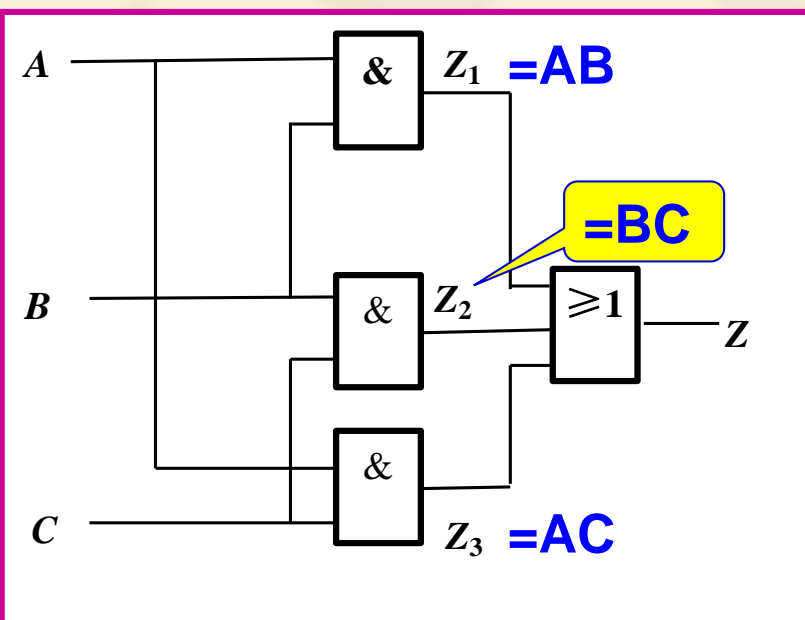 A & Z₁ =AB
=BC
B & Z₂ ⩾1 Z
&
C Z₃ =AC